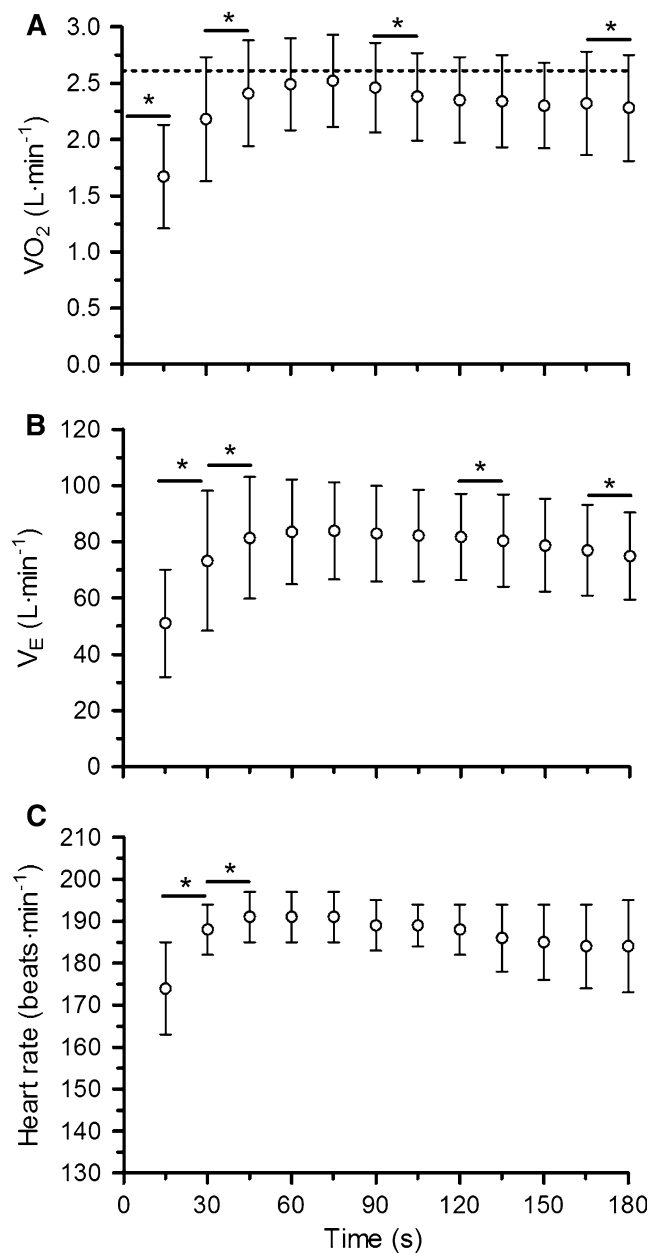 A
* * * *
3.0
2.5
2.0
1.5
1.0
0.5
0.0
VO₂ (L·min⁻¹)
B
* * * *
120
100
80
60
40
20
0
V_E (L·min⁻¹)
C
* *
210
200
190
180
170
160
150
140
130
Heart rate (beats·min⁻¹)
0 30 60 90 120 150 180
Time (s)